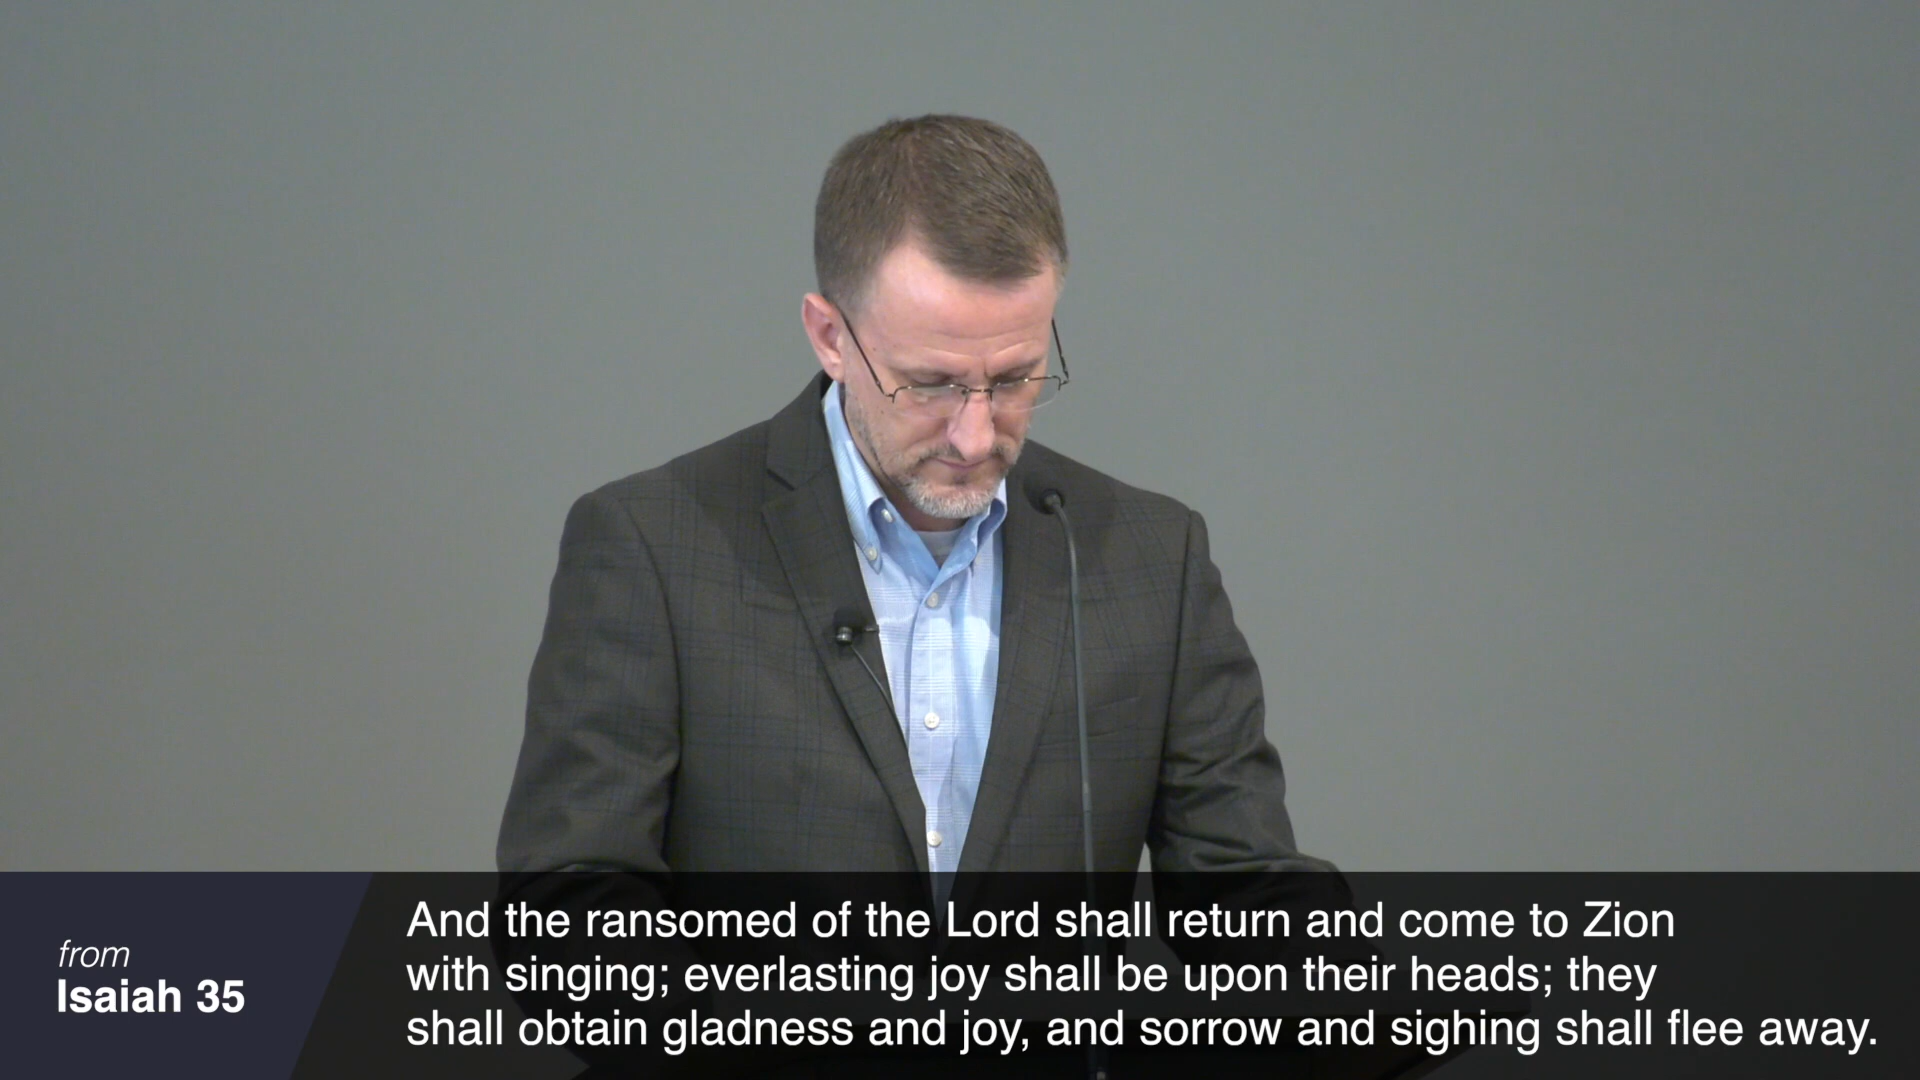 from
Isaiah 35
And the ransomed of the Lord shall return and come to Zion
with singing; everlasting joy shall be upon their heads; they
shall obtain gladness and joy, and sorrow and sighing shall flee away.